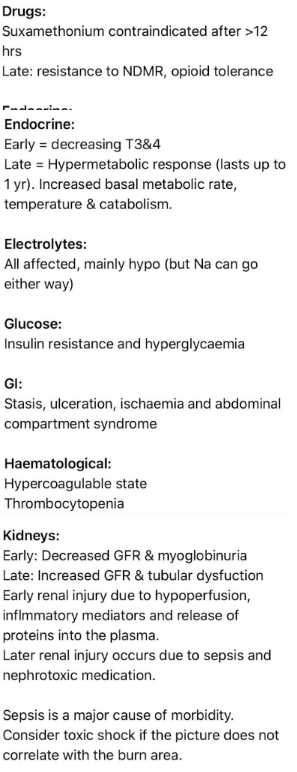 Drugs:
Suxamethonium contraindicated after >12
hrs
Late: resistance to NDMR, opioid tolerance
Endocrine:
Endocrine:
Early = decreasing T3&4
Late = Hypermetabolic response (lasts up to
1 yr). Increased basal metabolic rate,
temperature & catabolism.
Electrolytes:
All affected, mainly hypo (but Na can go
either way)
Glucose:
Insulin resistance and hyperglycaemia
GI:
Stasis, ulceration, ischaemia and abdominal
compartment syndrome
Haematological:
Hypercoagulable state
Thrombocytopenia
Kidneys:
Early: Decreased GFR & myoglobinuria
Late: Increased GFR & tubular dysfuction
Early renal injury due to hypoperfusion,
inflmmatory mediators and release of
proteins into the plasma.
Later renal injury occurs due to sepsis and
nephrotoxic medication.
Sepsis is a major cause of morbidity.
Consider toxic shock if the picture does not
correlate with the burn area.